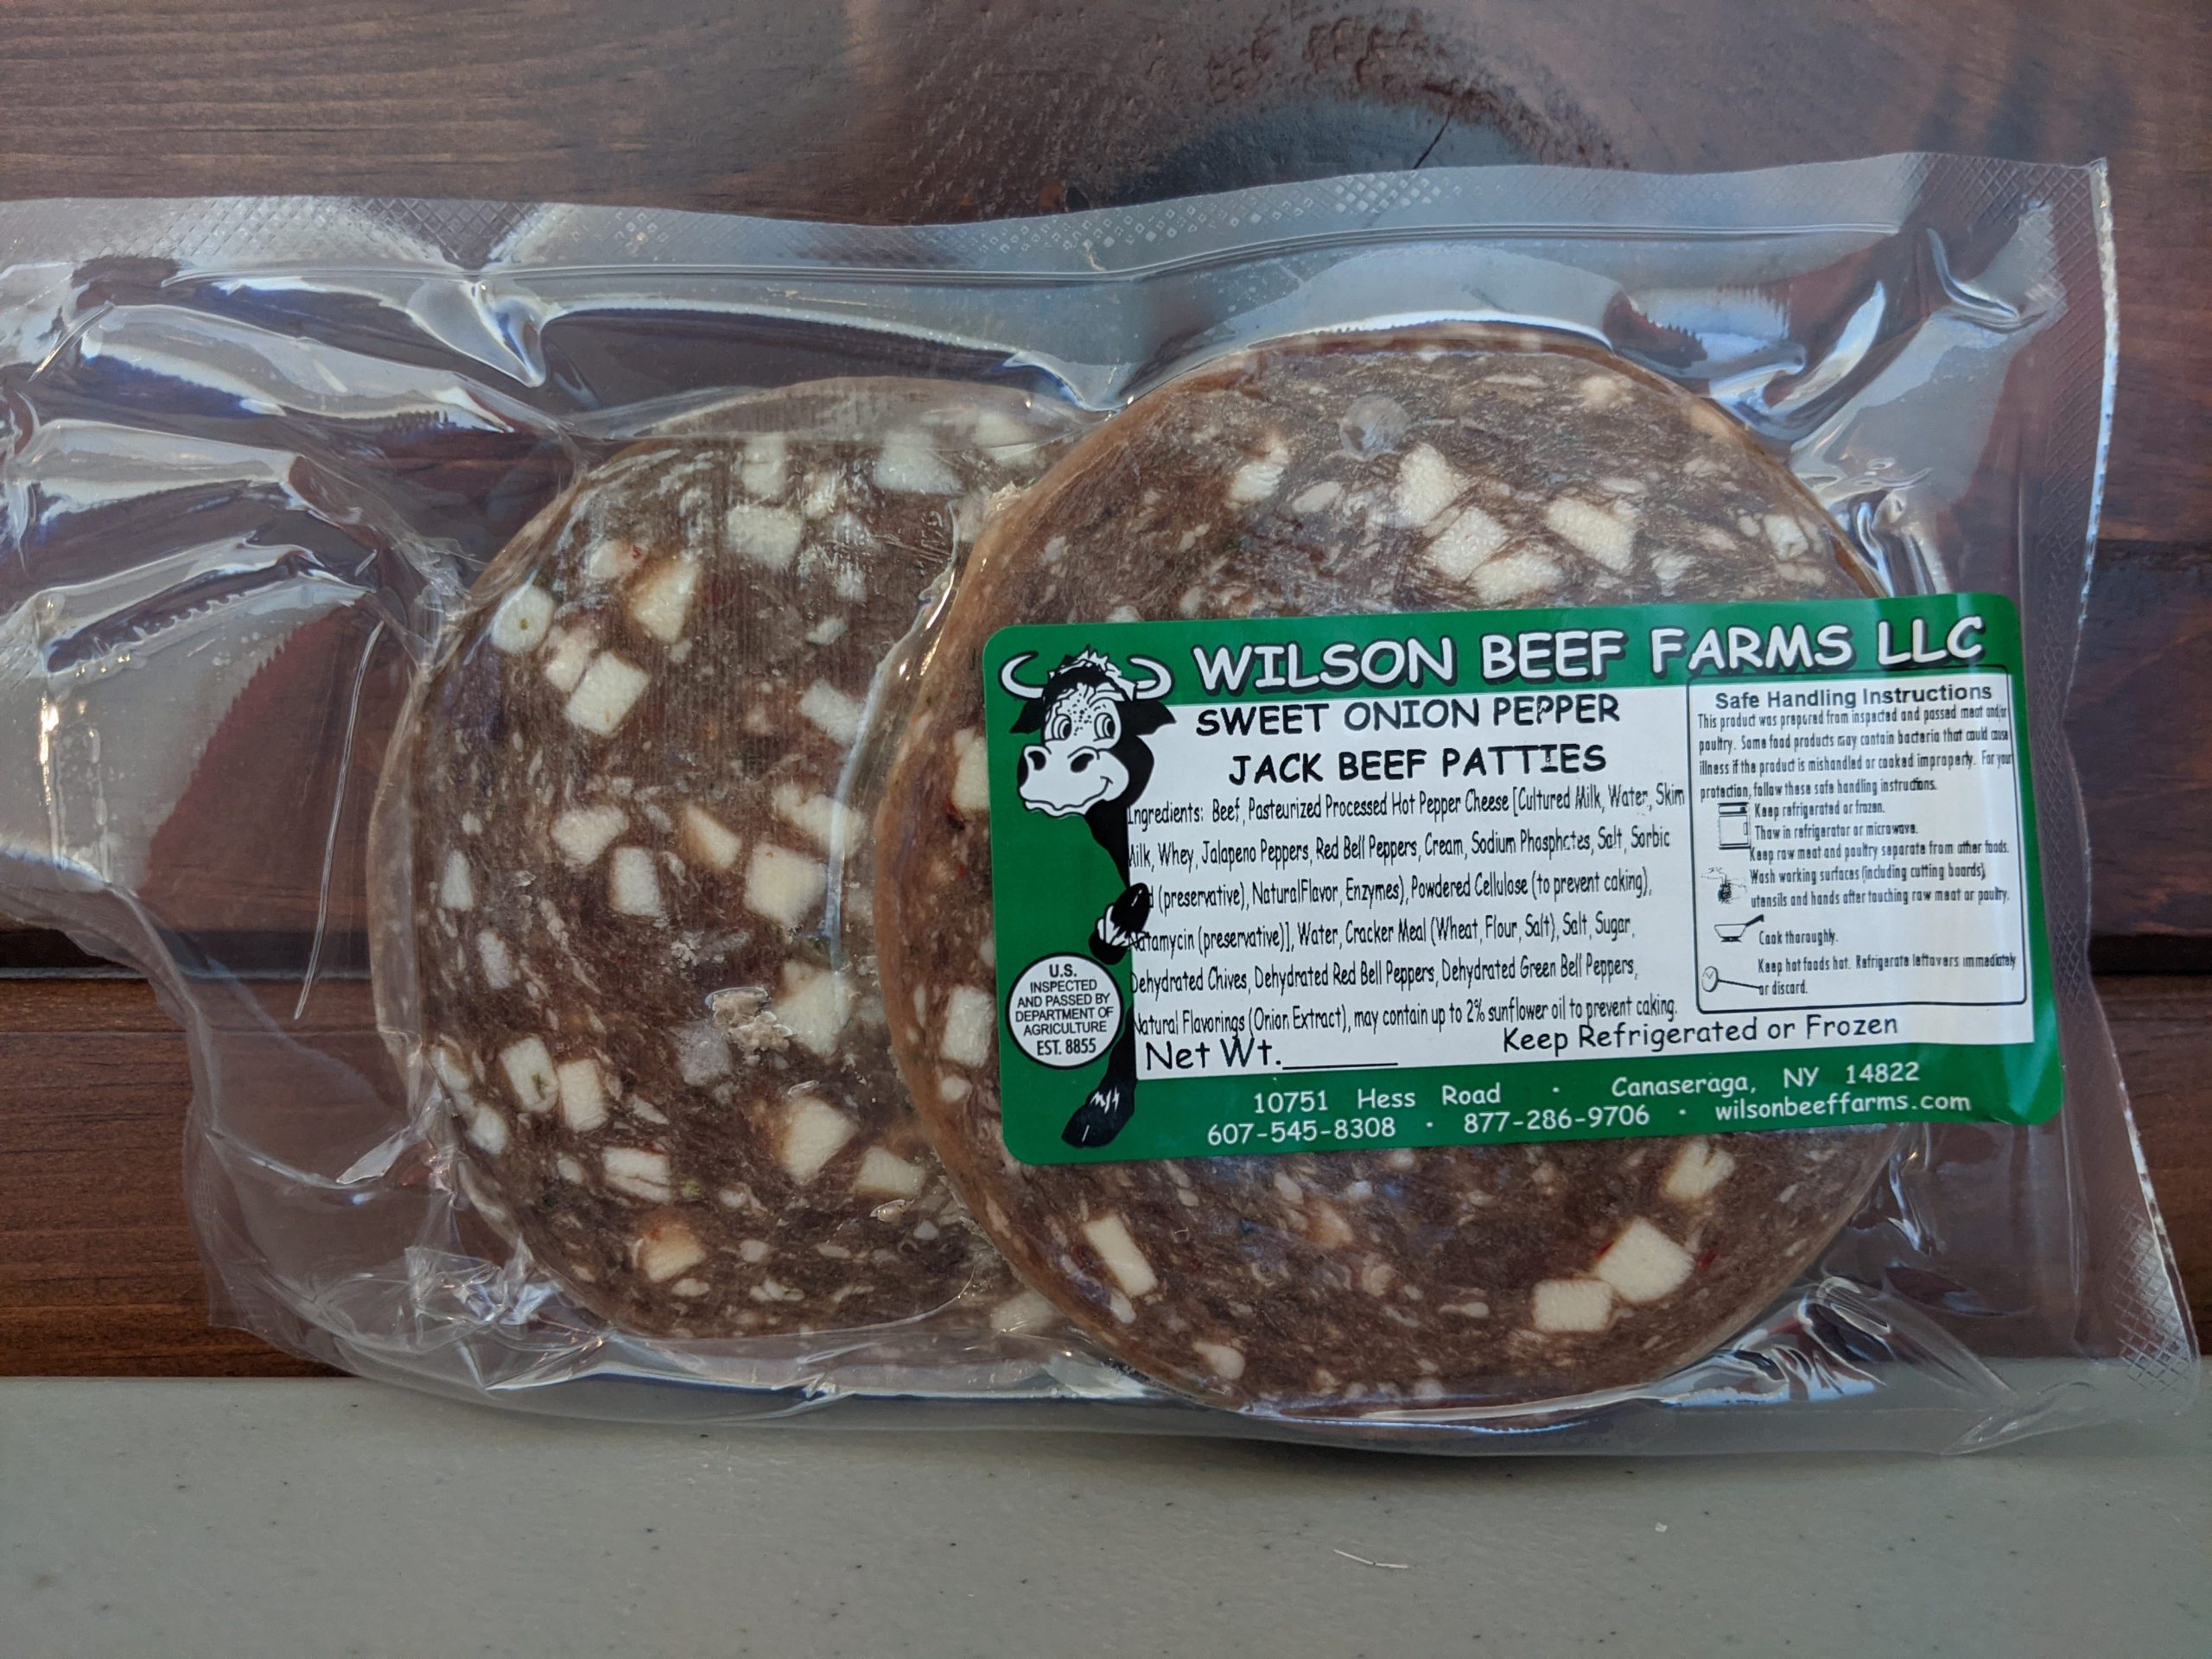 WILSON BEEF FARMS LLC
SWEET ONION PEPPER
JACK BEEF PATTIES
Ingredients: Beef, Pasteurized Processed Hot Pepper Cheese [Cultured Milk, Water, Skim
Milk, Whey, Jalapeno Peppers, Red Bell Peppers, Cream, Sodium Phosphates, Salt, Sorbic
(preservative), NaturalFlavor, Enzymes), Powdered Cellulose (to prevent caking),
Natamycin (preservative)], Water, Cracker Meal (Wheat, Flour, Salt), Salt, Sugar,
Dehydrated Chives, Dehydrated Red Bell Peppers, Dehydrated Green Bell Peppers,
Natural Flavorings (Onion Extract), may contain up to 2% sunflower oil to prevent caking.
Net Wt.
Keep Refrigerated or Frozen
Safe Handling Instructions
This product was prepared from inspected and passed meat and/or
poultry. Some food products may contain bacteria that could cause
illness if the product is mishandled or cooked improperly. For your
protection, follow these safe handling instructions.
Keep refrigerated or frozen.
Thaw in refrigerator or microwave.
Keep raw meat and poultry separate from other foods.
Wash working surfaces (including cutting boards),
utensils and hands after touching raw meat or poultry.
Cook thoroughly.
Keep hot foods hot. Refrigerate leftovers immediately
or discard.
U.S.
INSPECTED
AND PASSED BY
DEPARTMENT OF
AGRICULTURE
EST. 8855
10751 Hess Road · Canaseraga, NY 14822
607-545-8308 · 877-286-9706 · wilsonbeeffarms.com